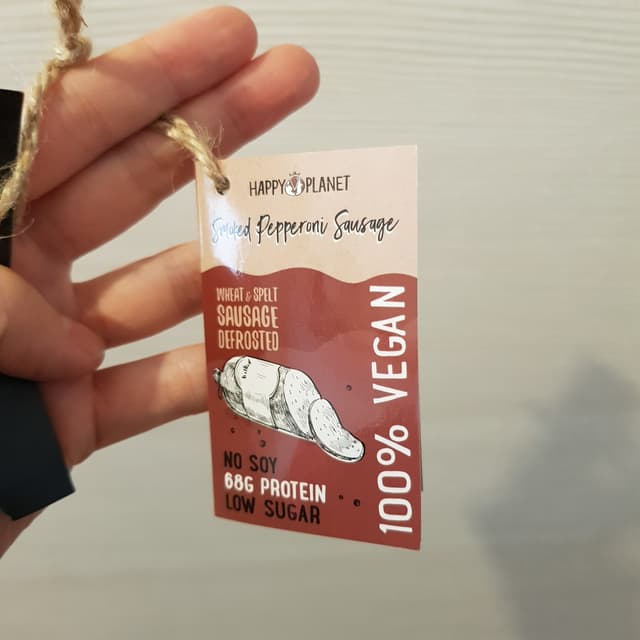 HAPPY PLANET
Smoked Pepperoni Sausage
WHEAT & SPELT
SAUSAGE
DEFROSTED
NO SOY
68G PROTEIN
LOW SUGAR
100% VEGAN